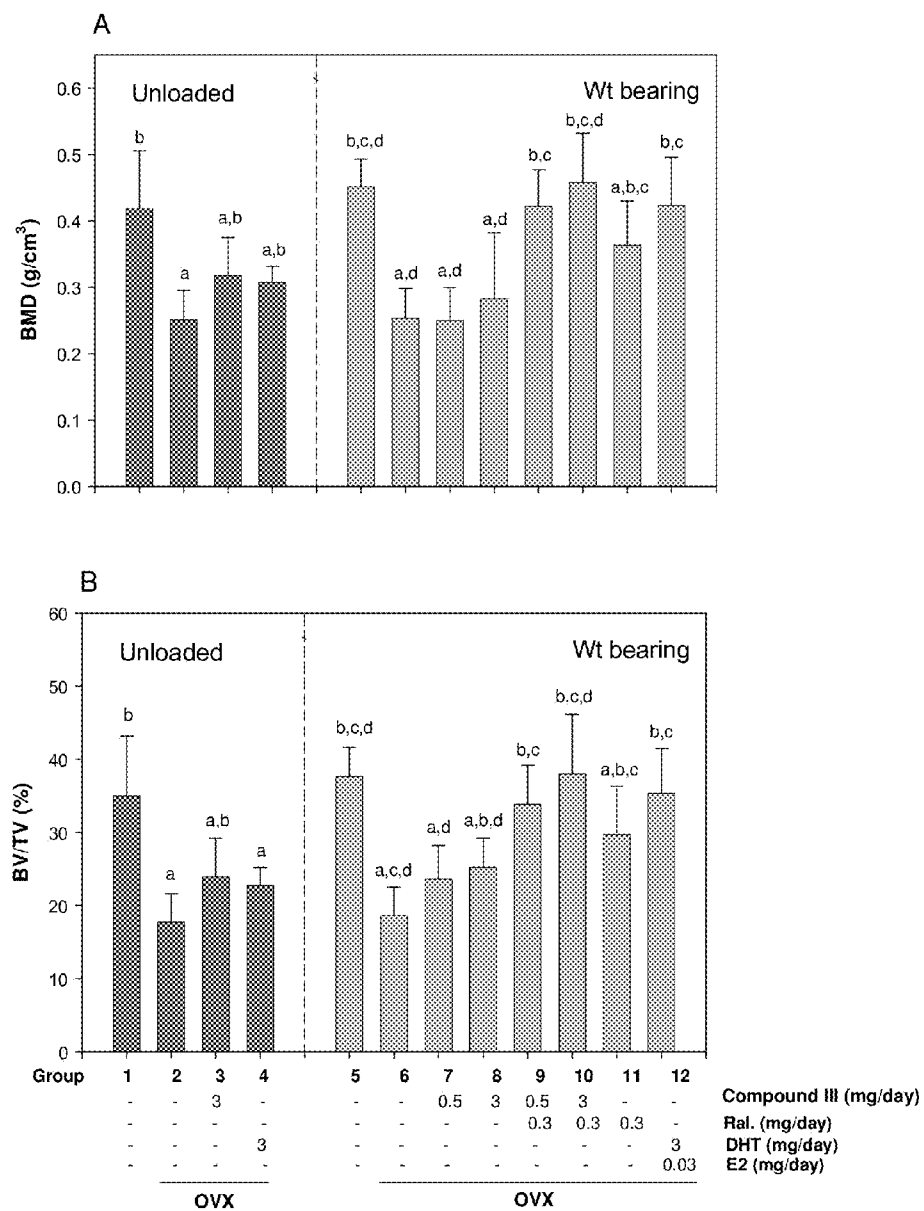 A
Unloaded
Wt bearing
BMD (g/cm³)
0.6
0.5
0.4
0.3
0.2
0.1
0.0
b
a
a,b
a,b
b,c,d
a,d
a,d
a,d
b,c
b,c,d
a,b,c
b,c
B
Unloaded
Wt bearing
BV/TV (%)
60
50
40
30
20
10
0
b
a
a,b
a
b,c,d
a,c,d
a,d
a,b,d
b,c
b,c,d
a,b,c
b,c
Group 1 2 3 4 5 6 7 8 9 10 11 12
- - 3 - - - 0.5 3 0.5 3 - - Compound III (mg/day)
- - - - - - - - 0.3 0.3 0.3 - Ral. (mg/day)
- - - 3 - - - - - - - 3 DHT (mg/day)
- - - - - - - - - - - 0.03 E2 (mg/day)
OVX OVX